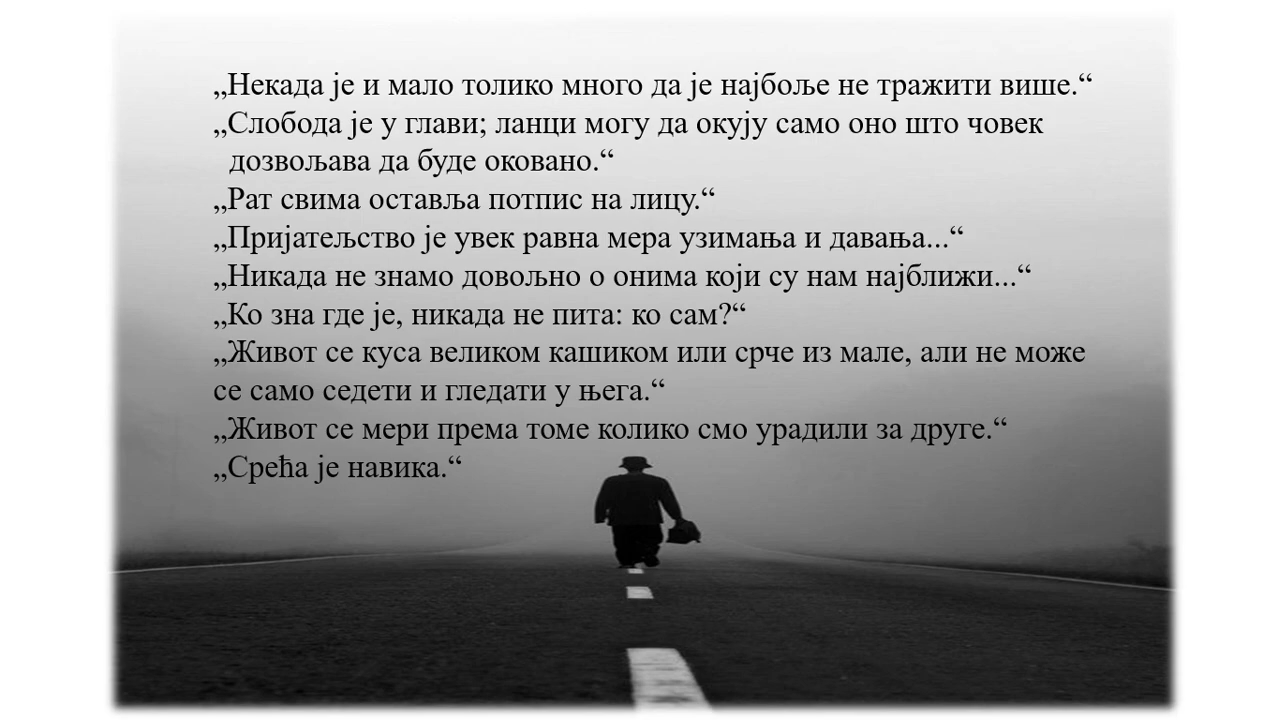 „Некада је и мало толико много да је најбоље не тражити више.“
„Слобода је у глави; ланци могу да окују само оно што човек
дозвољава да буде оковано.“
„Рат свима оставља потпис на лицу.“
„Пријатељство је увек равна мера узимања и давања...“
„Никада не знамо довољно о онима који су нам најближи...“
„Ко зна где је, никада не пита: ко сам?“
„Живот се куса великом кашиком или срче из мале, али не може
се само седети и гледати у њега.“
„Живот се мери према томе колико смо урадили за друге.“
„Срећа је навика.“